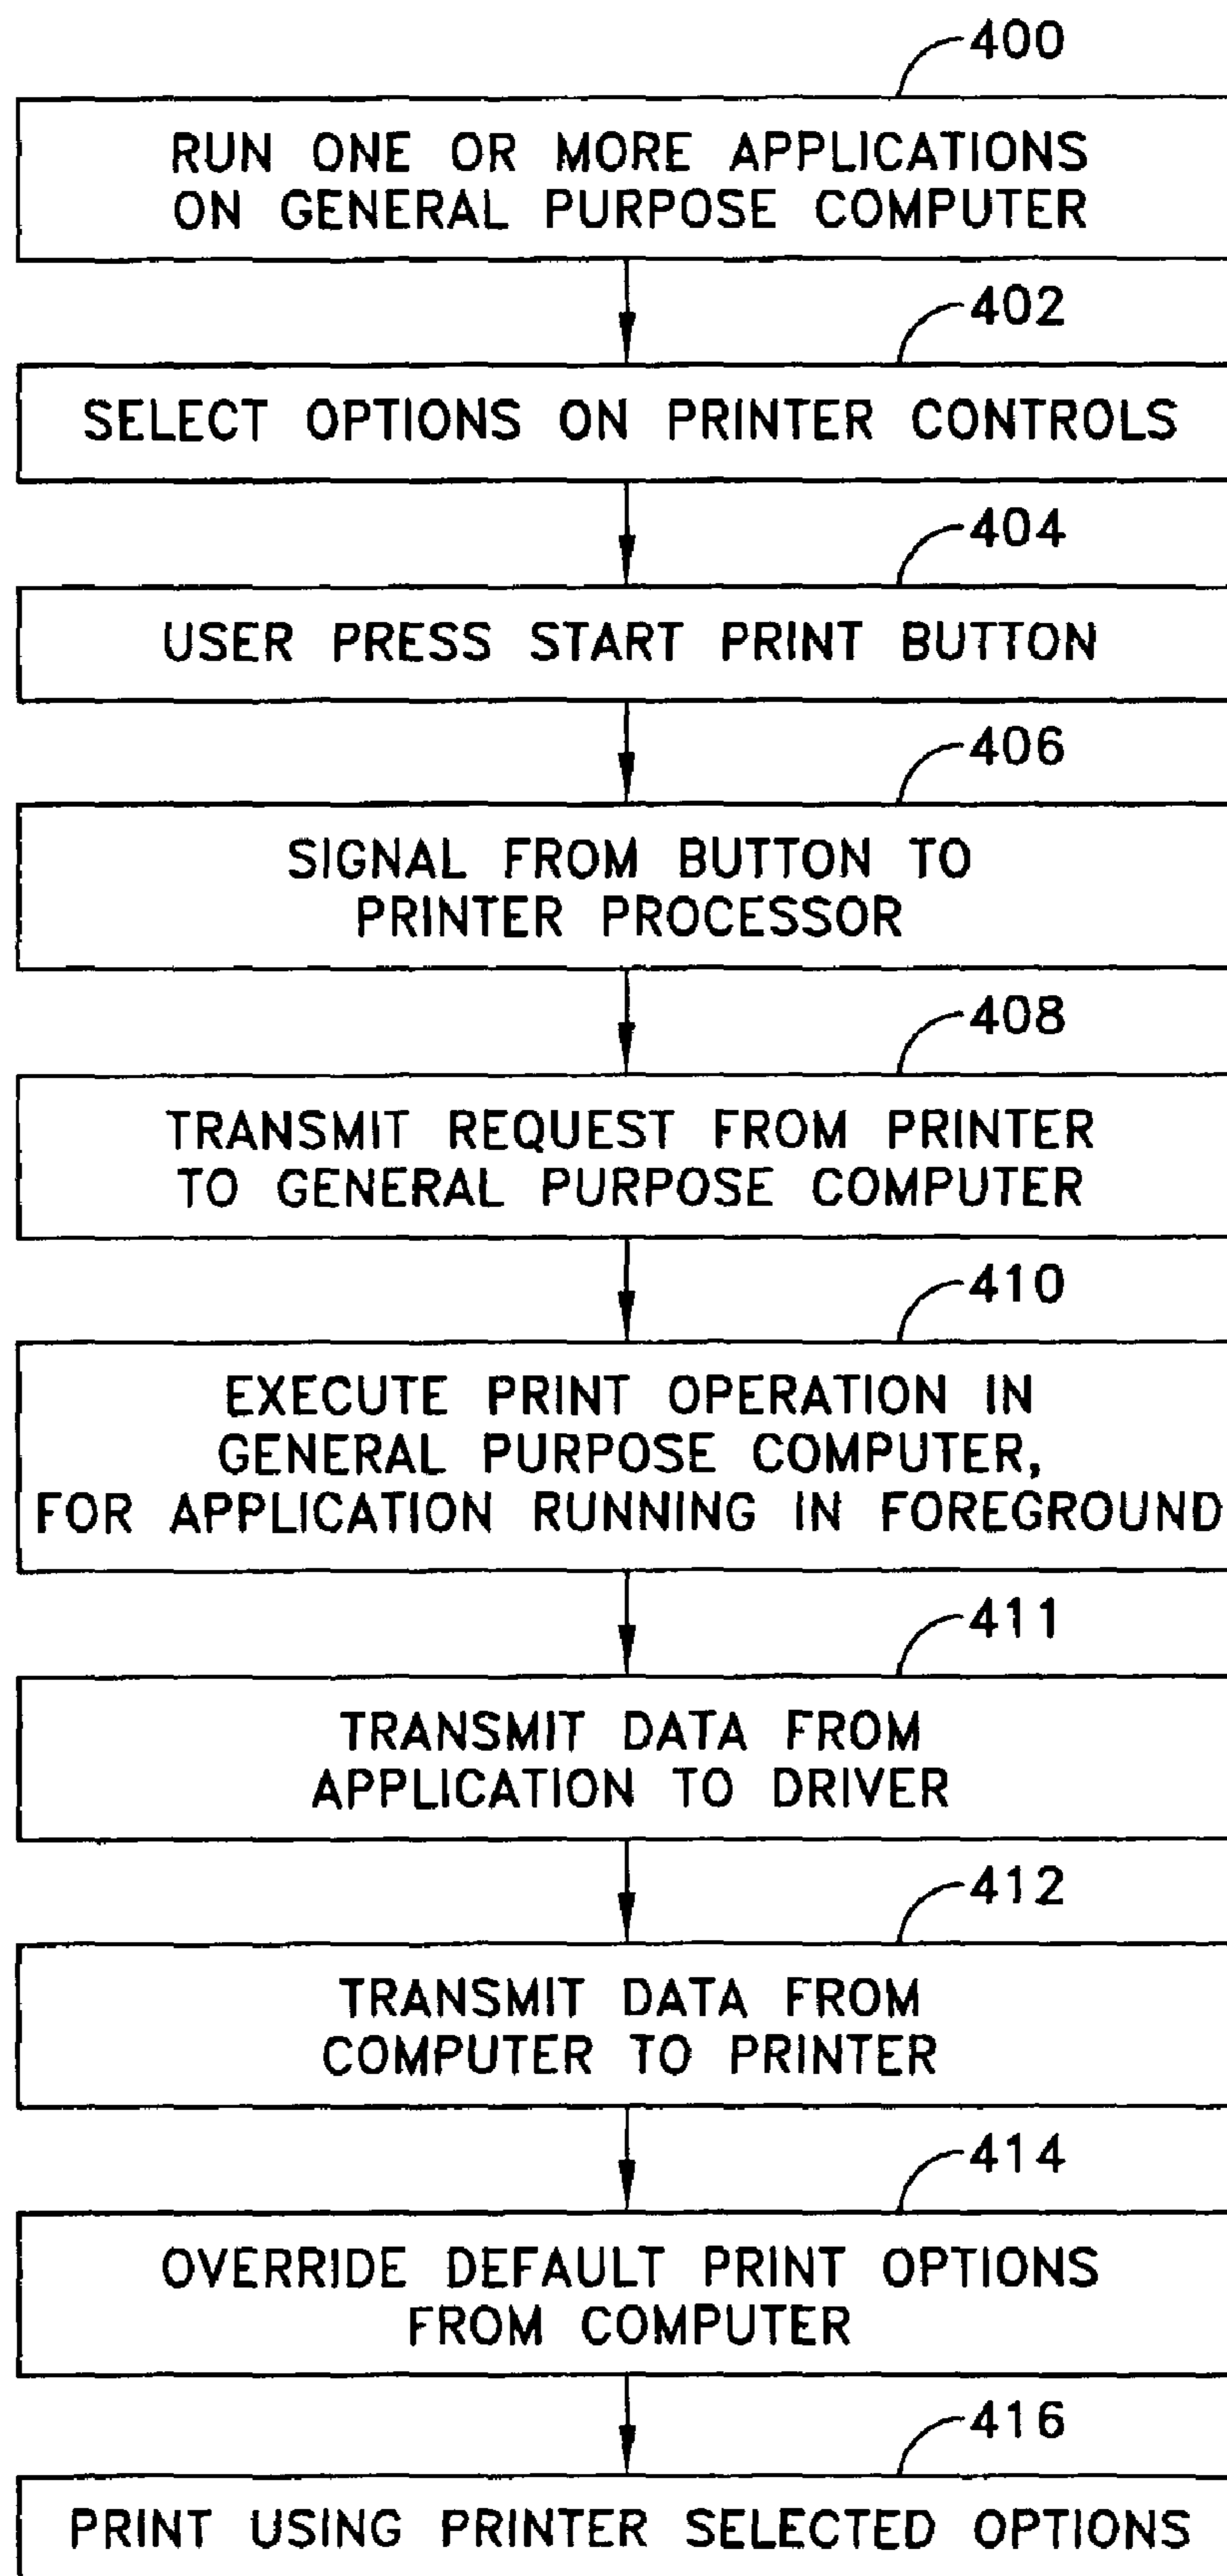 400
RUN ONE OR MORE APPLICATIONS
ON GENERAL PURPOSE COMPUTER
402
SELECT OPTIONS ON PRINTER CONTROLS
404
USER PRESS START PRINT BUTTON
406
SIGNAL FROM BUTTON TO
PRINTER PROCESSOR
408
TRANSMIT REQUEST FROM PRINTER
TO GENERAL PURPOSE COMPUTER
410
EXECUTE PRINT OPERATION IN
GENERAL PURPOSE COMPUTER,
FOR APPLICATION RUNNING IN FOREGROUND
411
TRANSMIT DATA FROM
APPLICATION TO DRIVER
412
TRANSMIT DATA FROM
COMPUTER TO PRINTER
414
OVERRIDE DEFAULT PRINT OPTIONS
FROM COMPUTER
416
PRINT USING PRINTER SELECTED OPTIONS